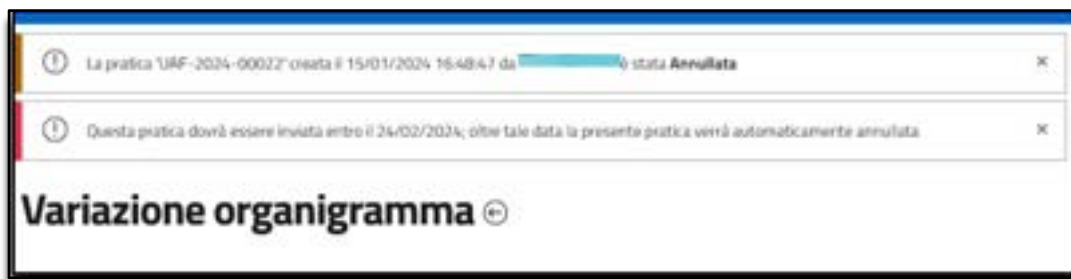 La pratica 'UAF-2024-00022' creata il 15/01/2024 16:48:47 da è stata Annullata
Questa pratica dovrà essere inviata entro il 24/02/2024; oltre tale data la presente pratica verrà automaticamente annullata
Variazione organigramma